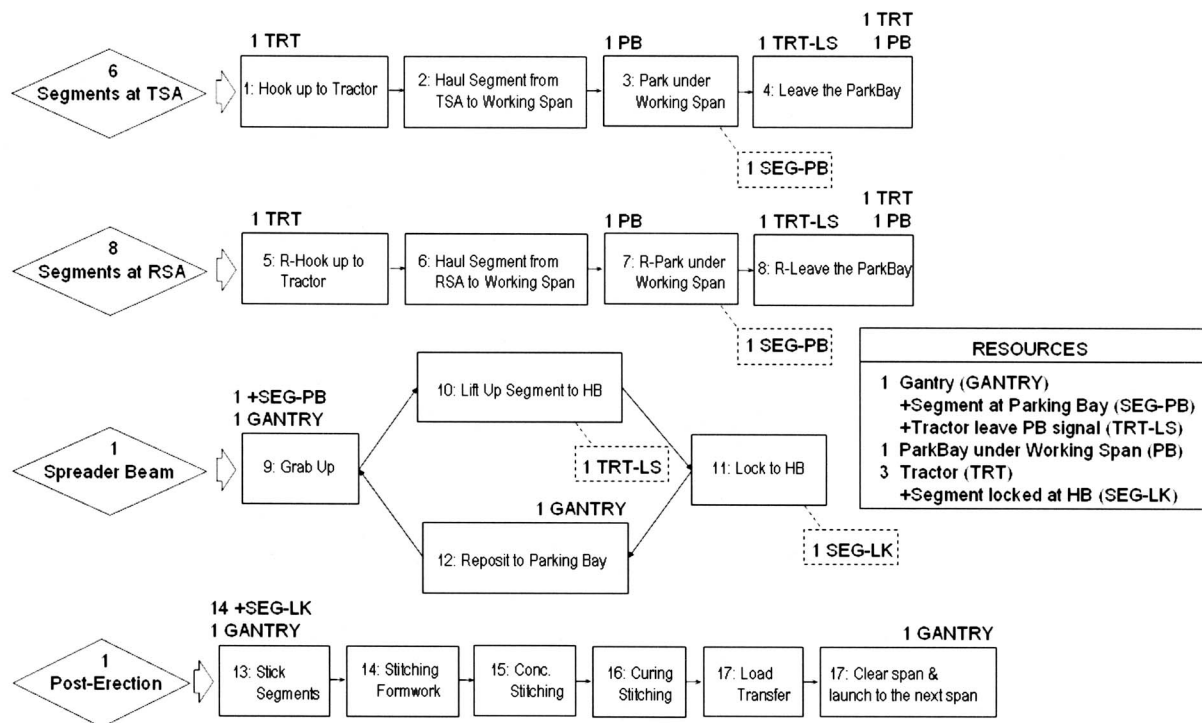 1 TRT
1 TRT
1 PB
1 TRT-LS
1 PB
6
Segments at TSA
1: Hook up to Tractor
2: Haul Segment from
TSA to Working Span
3: Park under
Working Span
4: Leave the ParkBay
1 SEG-PB
1 TRT
1 TRT
1 PB
1 TRT-LS
1 PB
8
Segments at RSA
5: R-Hook up to
Tractor
6: Haul Segment from
RSA to Working Span
7: R-Park under
Working Span
8: R-Leave the ParkBay
1 SEG-PB
RESOURCES
1 Gantry (GANTRY)
+Segment at Parking Bay (SEG-PB)
+Tractor leave PB signal (TRT-LS)
1 ParkBay under Working Span (PB)
3 Tractor (TRT)
+Segment locked at HB (SEG-LK)
1 +SEG-PB
1 GANTRY
1
Spreader Beam
9: Grab Up
10: Lift Up Segment to HB
1 TRT-LS
11: Lock to HB
1 GANTRY
12: Reposit to Parking Bay
1 SEG-LK
14 +SEG-LK
1 GANTRY
1 GANTRY
1
Post-Erection
13: Stick
Segments
14: Stitching
Formwork
15: Conc.
Stitching
16: Curing
Stitching
17: Load
Transfer
17: Clear span &
launch to the next span